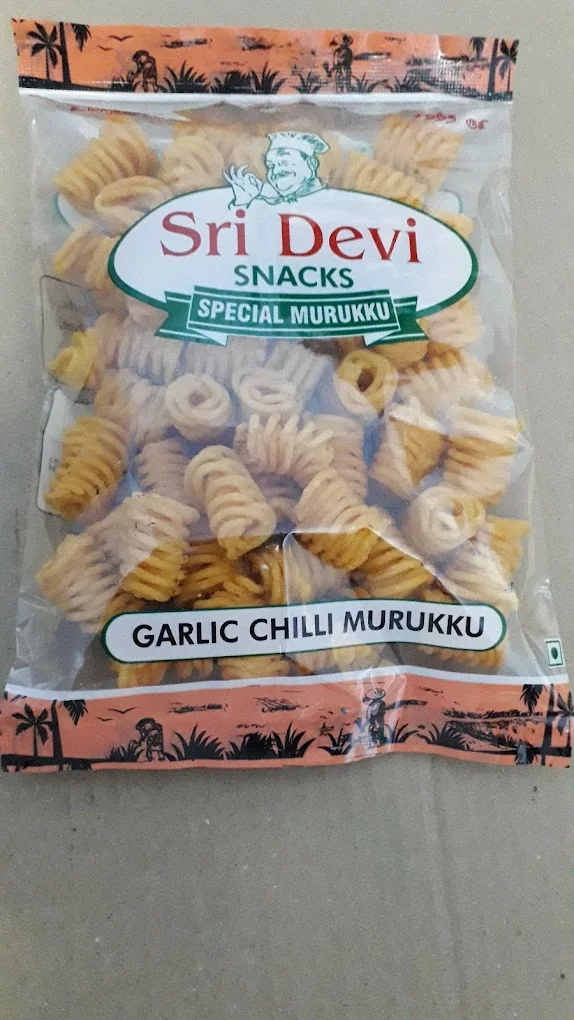 Sri Devi
SNACKS
SPECIAL MURUKKU
GARLIC CHILLI MURUKKU